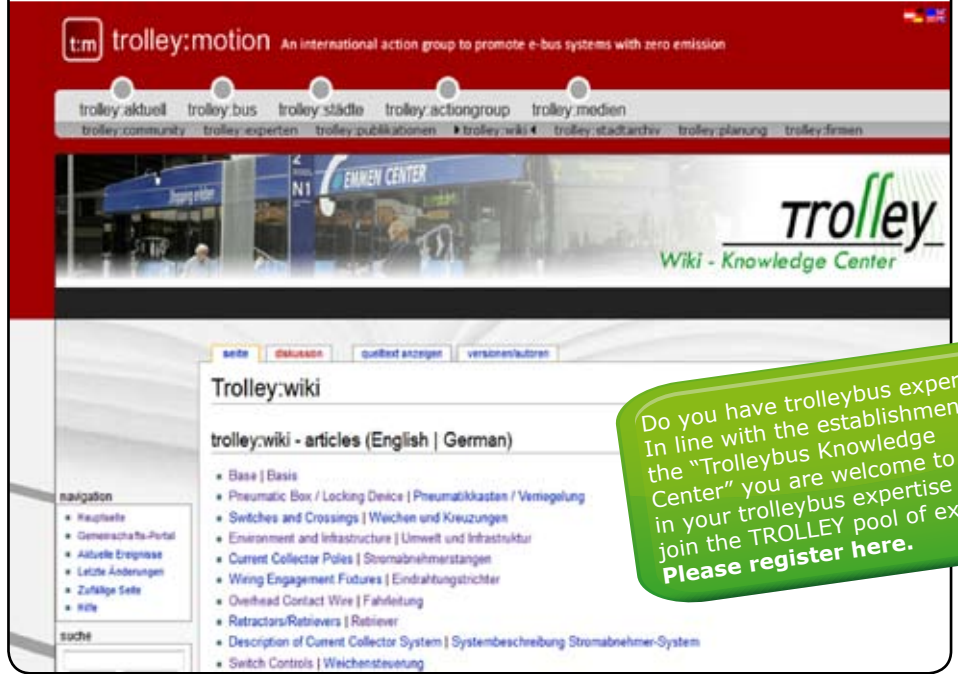 t:m trolley:motion An international action group to promote e-bus systems with zero emission
trolley:aktuell trolley:bus trolley:städte trolley:actiongroup trolley:medien
trolley:community trolley:experten trolley:publikationen trolley:wiki trolley:stadtarchiv trolley:planung trolley:firmen
2
N1
EMMEN CENTER
Trolley
Wiki - Knowledge Center
seite diskussion quelltext anzeigen versionen/autoren
Trolley:wiki
trolley:wiki - articles (English | German)
Base | Basis
Pneumatic Box / Locking Device | Pneumatikkasten / Verriegelung
Switches and Crossings | Weichen und Kreuzungen
Environment and Infrastructure | Umwelt und Infrastruktur
Current Collector Poles | Stromabnehmerstangen
Wiring Engagement Fixtures | Eindrahtungstrichter
Overhead Contact Wire | Fahrleitung
Retractors/Retrievers | Retriever
Description of Current Collector System | Systembeschreibung Stromabnehmer-System
Switch Controls | Weichensteuerung
navigation
Hauptseite
Gemeinschafts-Portal
Aktuelle Ereignisse
Letzte Änderungen
Zufällige Seite
Hilfe
suche
Do you have trolleybus exper
In line with the establishmen
the “Trolleybus Knowledge
Center” you are welcome to
in your trolleybus expertise
join the TROLLEY pool of ex
Please register here.